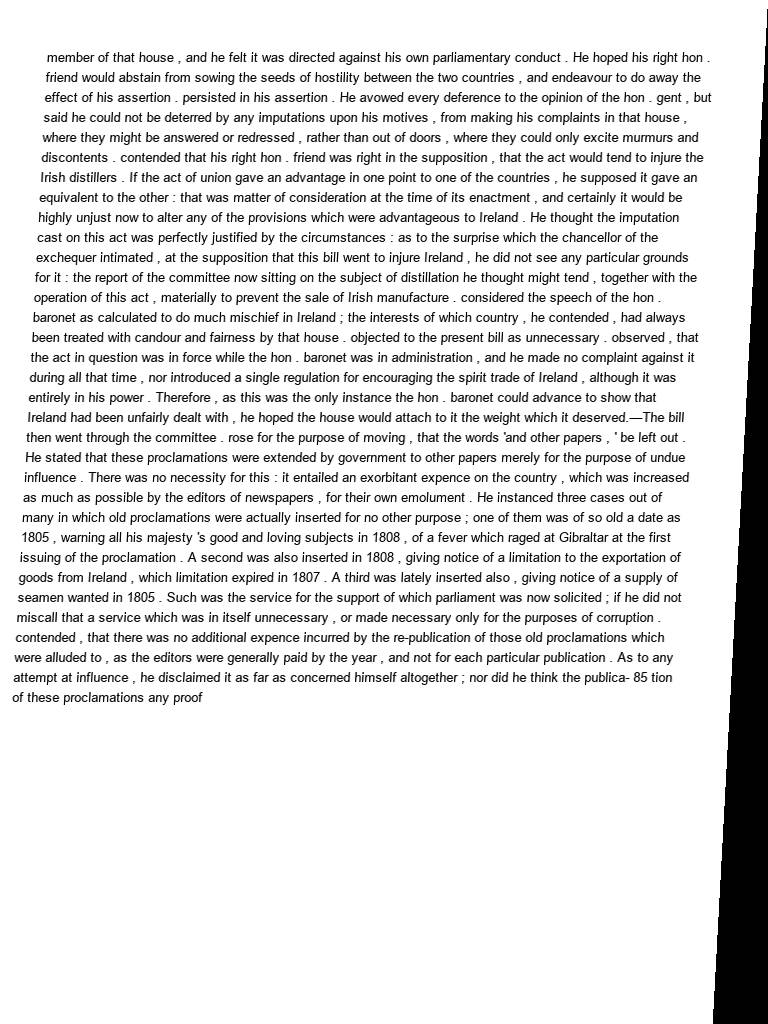 member of that house , and he felt it was directed against his own parliamentary conduct . He hoped his right hon .
friend would abstain from sowing the seeds of hostility between the two countries , and endeavour to do away the
effect of his assertion . persisted in his assertion . He avowed every deference to the opinion of the hon . gent , but
said he could not be deterred by any imputations upon his motives , from making his complaints in that house ,
where they might be answered or redressed , rather than out of doors , where they could only excite murmurs and
discontents . contended that his right hon . friend was right in the supposition , that the act would tend to injure the
Irish distillers . If the act of union gave an advantage in one point to one of the countries , he supposed it gave an
equivalent to the other : that was matter of consideration at the time of its enactment , and certainly it would be
highly unjust now to alter any of the provisions which were advantageous to Ireland . He thought the imputation
cast on this act was perfectly justified by the circumstances : as to the surprise which the chancellor of the
exchequer intimated , at the supposition that this bill went to injure Ireland , he did not see any particular grounds
for it : the report of the committee now sitting on the subject of distillation he thought might tend , together with the
operation of this act , materially to prevent the sale of Irish manufacture . considered the speech of the hon .
baronet as calculated to do much mischief in Ireland ; the interests of which country , he contended , had always
been treated with candour and fairness by that house . objected to the present bill as unnecessary . observed , that
the act in question was in force while the hon . baronet was in administration , and he made no complaint against it
during all that time , nor introduced a single regulation for encouraging the spirit trade of Ireland , although it was
entirely in his power . Therefore , as this was the only instance the hon . baronet could advance to show that
Ireland had been unfairly dealt with , he hoped the house would attach to it the weight which it deserved.—The bill
then went through the committee . rose for the purpose of moving , that the words 'and other papers , ' be left out .
He stated that these proclamations were extended by government to other papers merely for the purpose of undue
influence . There was no necessity for this : it entailed an exorbitant expence on the country , which was increased
as much as possible by the editors of newspapers , for their own emolument . He instanced three cases out of
many in which old proclamations were actually inserted for no other purpose ; one of them was of so old a date as
1805 , warning all his majesty 's good and loving subjects in 1808 , of a fever which raged at Gibraltar at the first
issuing of the proclamation . A second was also inserted in 1808 , giving notice of a limitation to the exportation of
goods from Ireland , which limitation expired in 1807 . A third was lately inserted also , giving notice of a supply of
seamen wanted in 1805 . Such was the service for the support of which parliament was now solicited ; if he did not
miscall that a service which was in itself unnecessary , or made necessary only for the purposes of corruption .
contended , that there was no additional expence incurred by the re-publication of those old proclamations which
were alluded to , as the editors were generally paid by the year , and not for each particular publication . As to any
attempt at influence , he disclaimed it as far as concerned himself altogether ; nor did he think the publica- 85 tion
of these proclamations any proof